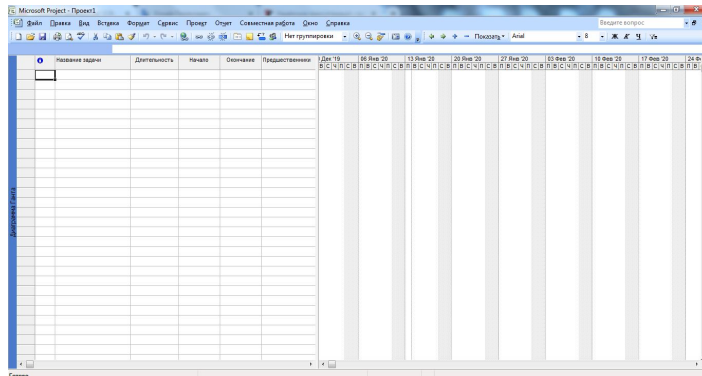 Microsoft Project - Проект1
Файл Правка Вид Вставка Формат Сервис Проект Отчет Совместная работа Окно Справка Введите вопрос
Нет группировки Показать Arial 8 Ж К Ч
Название задачи Длительность Начало Окончание Предшественники Дек '19 06 Янв '20 13 Янв '20 20 Янв '20 27 Янв '20 03 Фев '20 10 Фев '20 17 Фев '20 24 Ф
В С Ч П С В П В С Ч П С В П В С Ч П С В П В С Ч П С В П В С Ч П С В П В С Ч П С В П В С Ч П С В П В С Ч П С В П В
Диаграмма Ганта
Готово